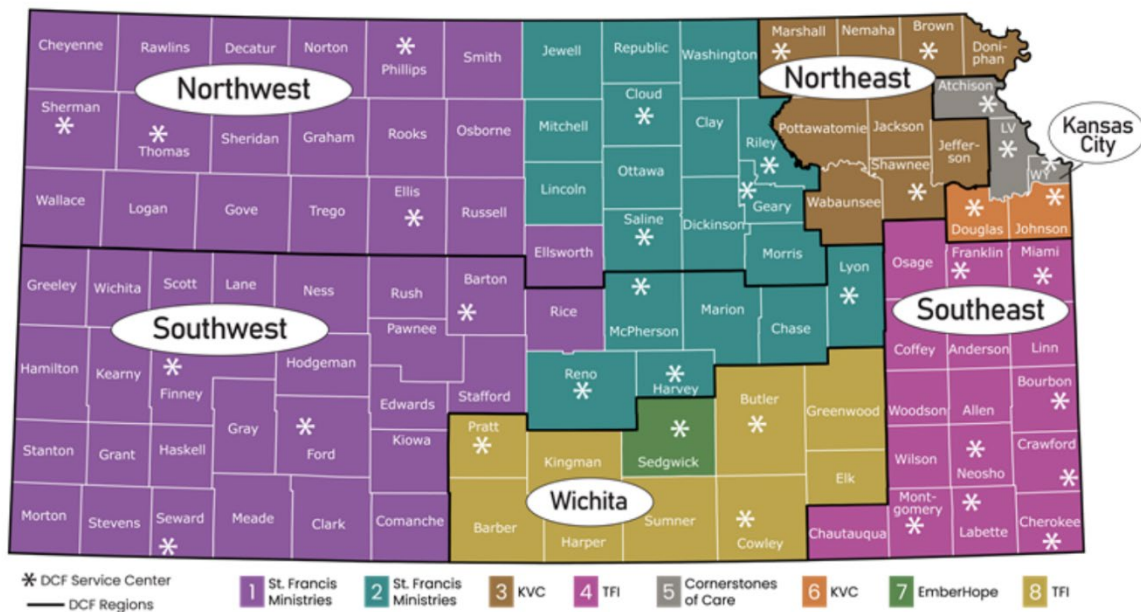 Cheyenne
Rawlins
Decatur
Norton
Phillips
Smith
Jewell
Republic
Washington
Marshall
Nemaha
Brown
Doni-
phan
Northwest
Northeast
Atchison
Kansas
City
Sherman
Thomas
Sheridan
Graham
Rooks
Osborne
Mitchell
Cloud
Clay
Riley
Pottawatomie
Jackson
Jeffer-
son
LV
WY
Shawnee
Wallace
Logan
Gove
Trego
Ellis
Russell
Lincoln
Ottawa
Saline
Dickinson
Geary
Wabaunsee
Douglas
Johnson
Ellsworth
Morris
Greeley
Wichita
Scott
Lane
Ness
Rush
Barton
Rice
McPherson
Marion
Chase
Lyon
Osage
Franklin
Miami
Southwest
Southeast
Pawnee
Hamilton
Kearny
Finney
Hodgeman
Stafford
Reno
Harvey
Coffey
Anderson
Linn
Edwards
Gray
Ford
Kiowa
Pratt
Kingman
Sedgwick
Butler
Greenwood
Woodson
Allen
Bourbon
Stanton
Grant
Haskell
Elk
Wilson
Neosho
Crawford
Wichita
Morton
Stevens
Seward
Meade
Clark
Comanche
Barber
Harper
Sumner
Cowley
Chautauqua
Mont-
gomery
Labette
Cherokee
* DCF Service Center
DCF Regions
1 St. Francis
Ministries
2 St. Francis
Ministries
3 KVC
4 TFI
5 Cornerstones
of Care
6 KVC
7 EmberHope
8 TFI